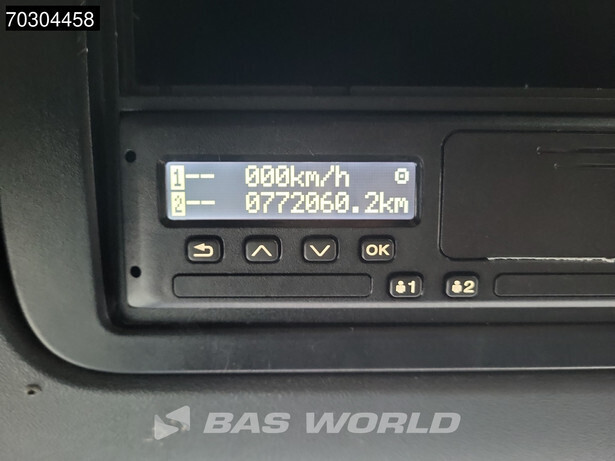 70304458
1-- 000km/h
2-- 0772060.2km
OK
1 2
BAS WORLD